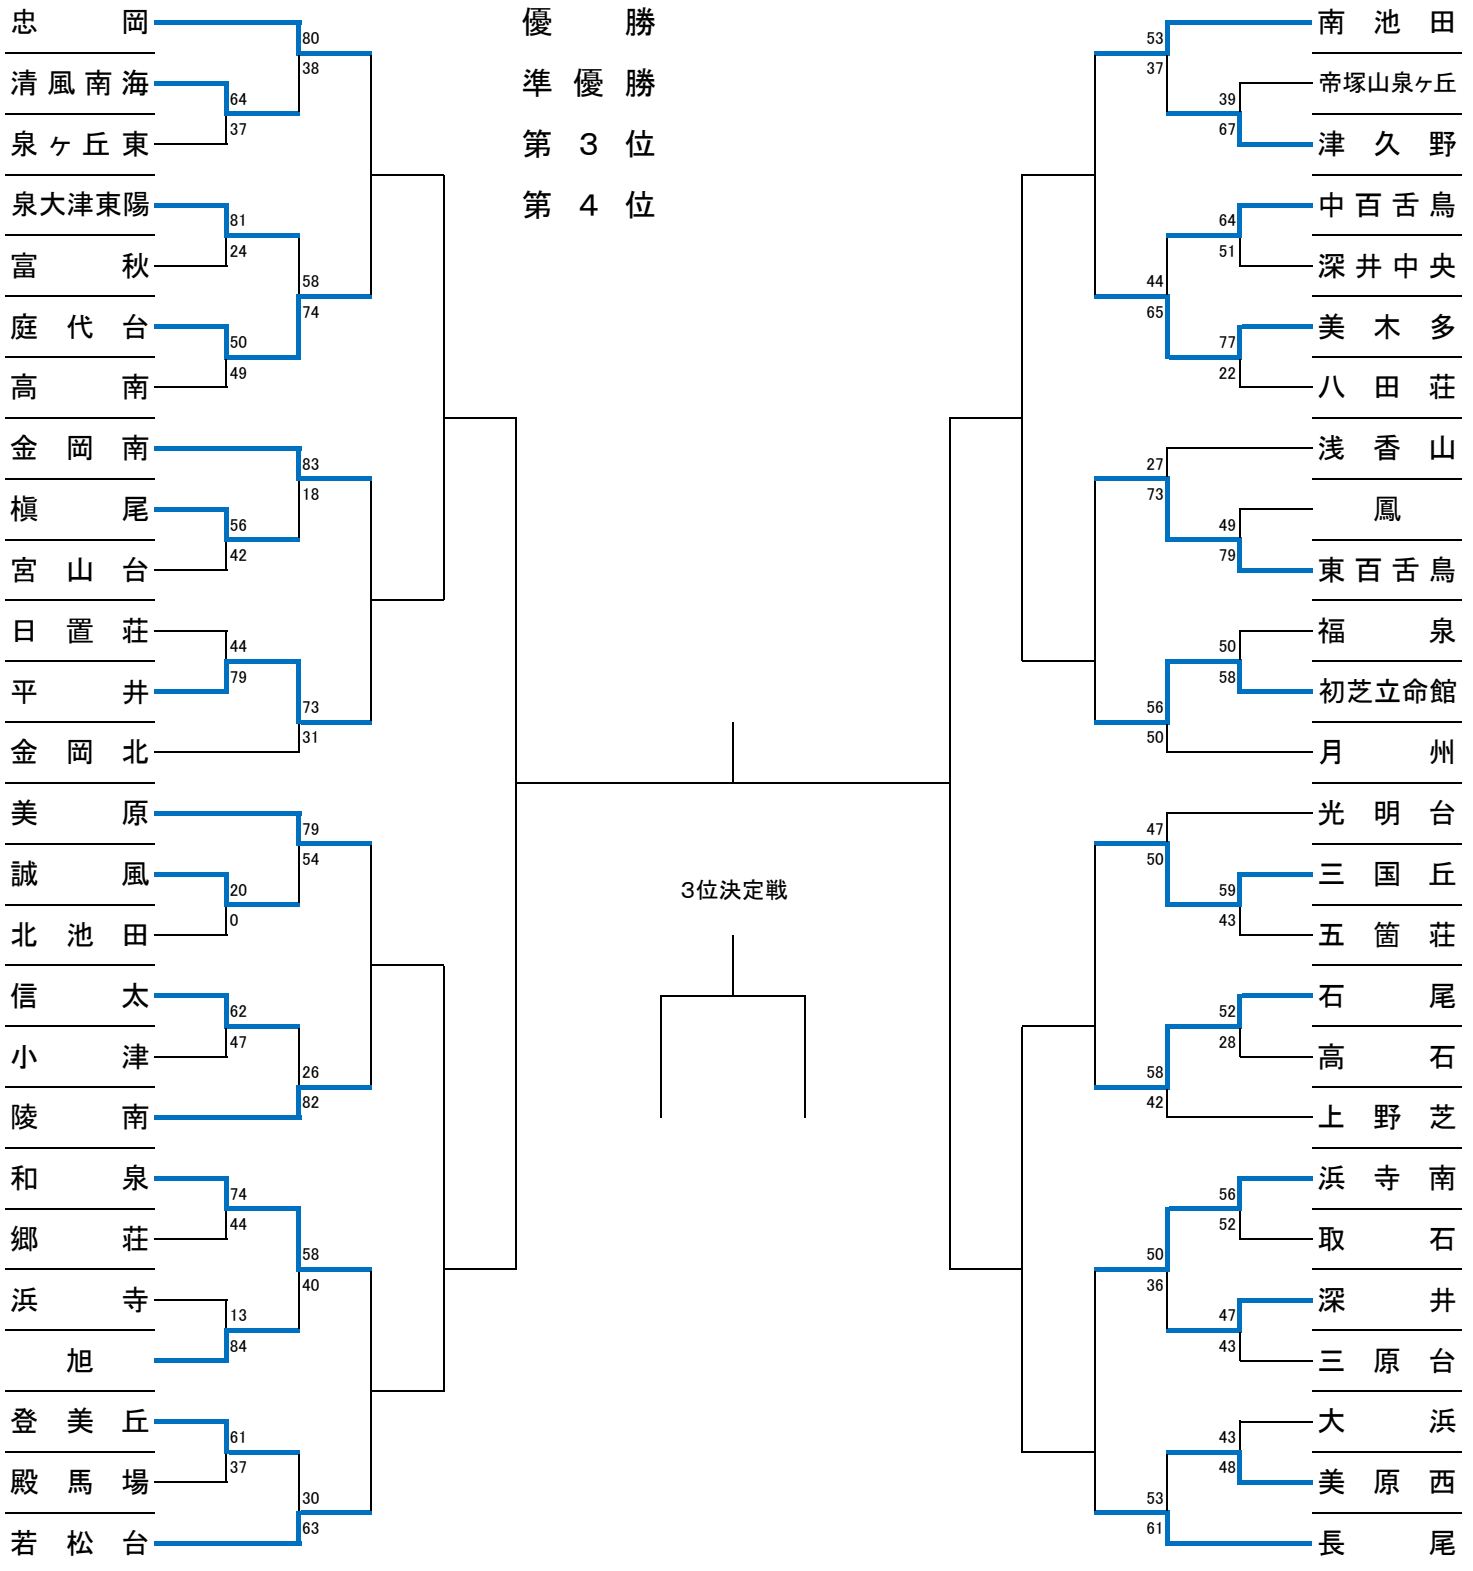 優勝
準優勝
第３位
第４位
忠岡
80
38
清風南海
64
37
泉ヶ丘東
泉大津東陽
81
24
富秋
58
74
庭代台
50
49
高南
金岡南
83
18
槇尾
56
42
宮山台
日置荘
44
79
平井
73
31
金岡北
美原
79
54
誠風
20
0
北池田
信太
62
47
小津
26
82
陵南
和泉
74
44
郷荘
58
40
浜寺
13
84
旭
登美丘
61
37
殿馬場
30
63
若松台
３位決定戦
南池田
53
37
帝塚山泉ヶ丘
39
67
津久野
中百舌鳥
64
51
深井中央
44
65
美木多
77
22
八田荘
浅香山
27
73
鳳
49
79
東百舌鳥
福泉
50
58
初芝立命館
56
50
月州
光明台
47
50
三国丘
59
43
五箇荘
石尾
52
28
高石
58
42
上野芝
浜寺南
56
52
取石
50
36
深井
47
43
三原台
大浜
43
48
美原西
53
61
長尾